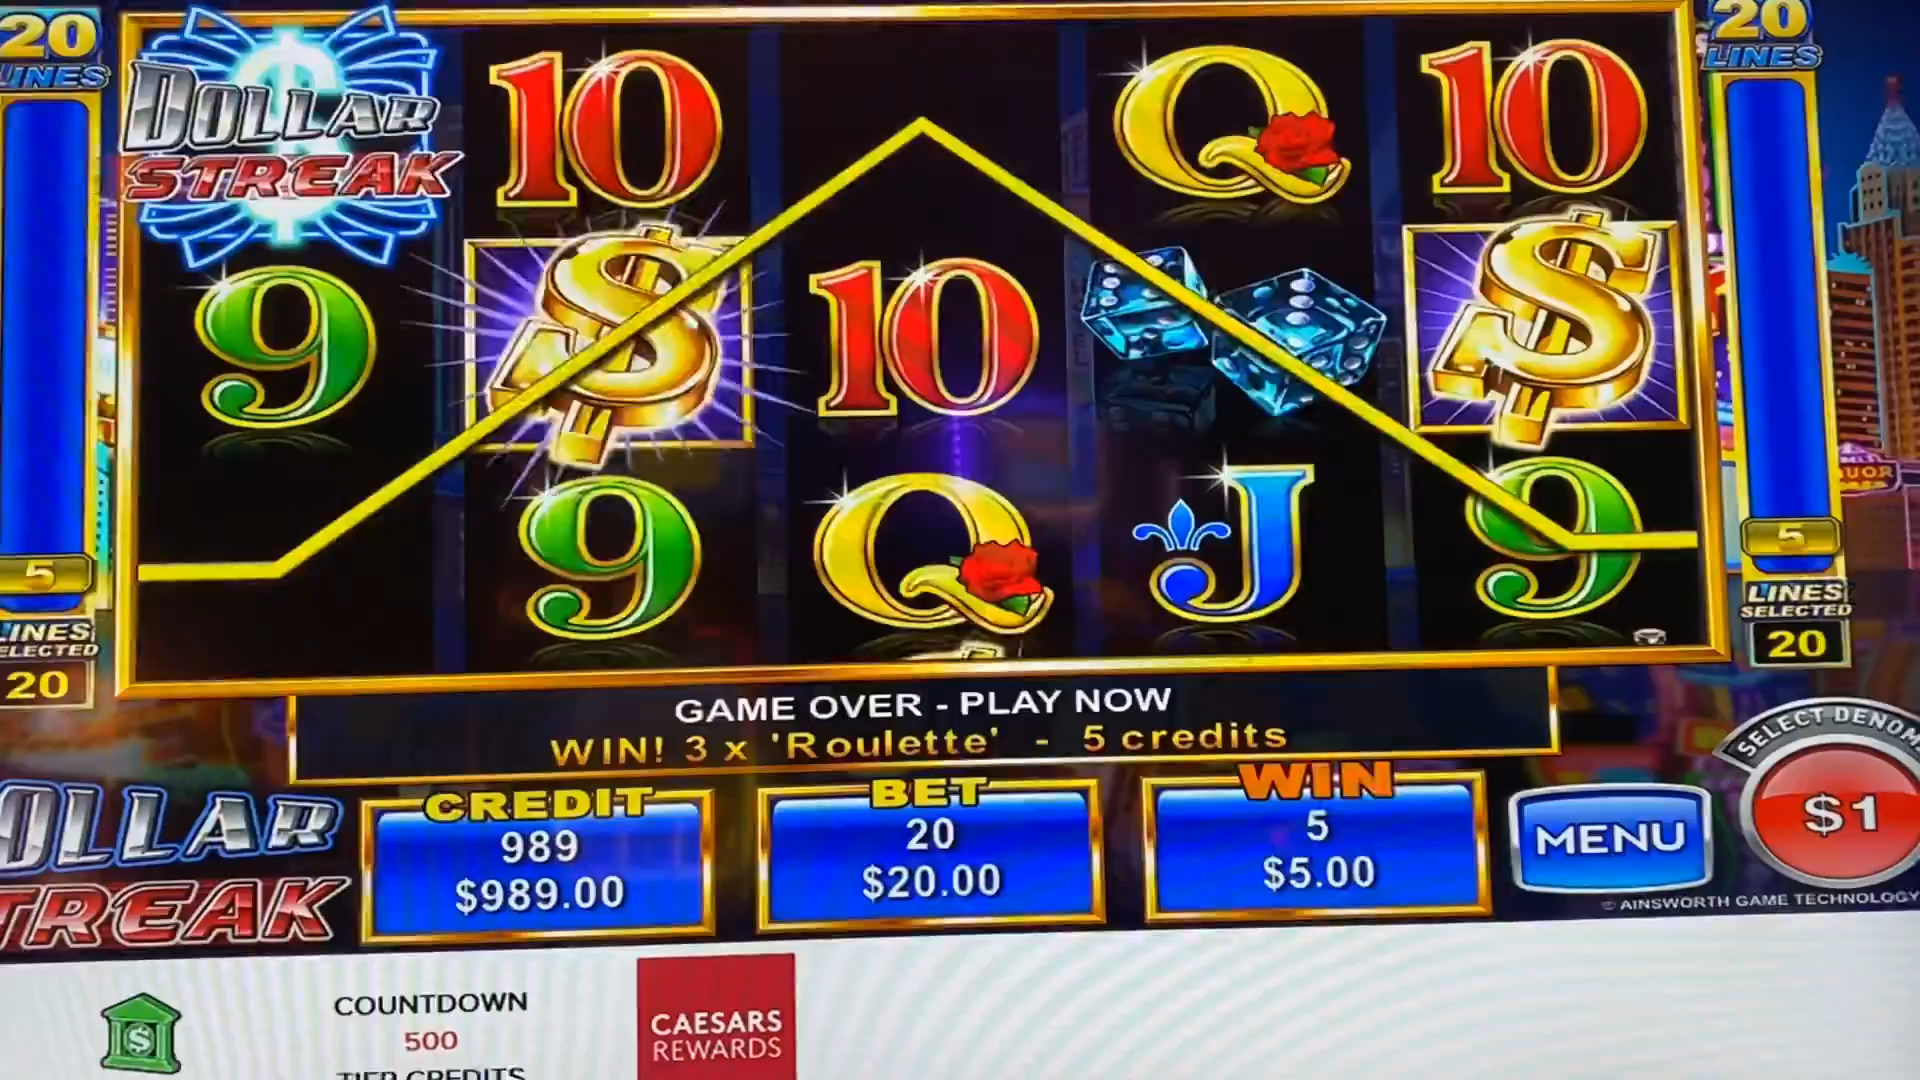 20
LINES
20
LINES
DOLLAR
STREAK
10
Q
10
9
$
10
$
9
Q
J
9
5
LINES
SELECTED
20
5
LINES
SELECTED
20
GAME OVER - PLAY NOW
WIN! 3 x 'Roulette' - 5 credits
OLLAR
TREAK
CREDIT
989
$989.00
BET
20
$20.00
WIN
5
$5.00
MENU
SELECT DENOM
$1
© AINSWORTH GAME TECHNOLOGY
$
COUNTDOWN
500
TIER CREDITS
CAESARS
REWARDS